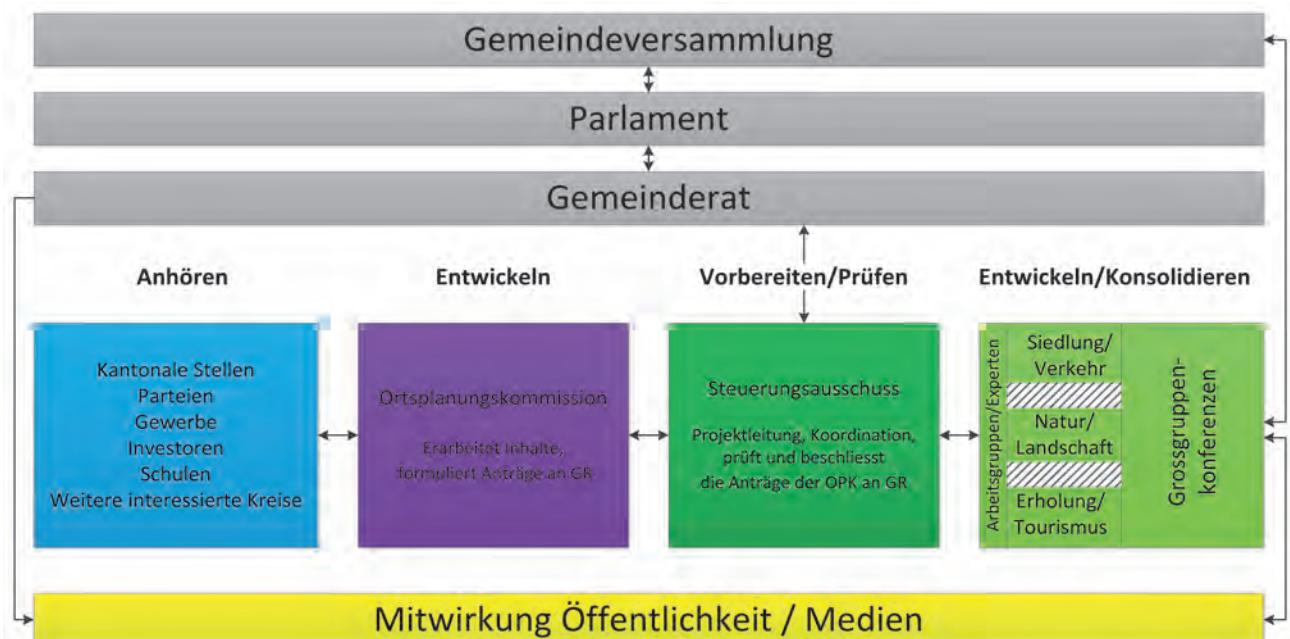 Gemeindeversammlung
Parlament
Gemeinderat
Anhören
Entwickeln
Vorbereiten/Prüfen
Entwickeln/Konsolidieren
Kantonale Stellen
Parteien
Gewerbe
Investoren
Schulen
Weitere interessierte Kreise
Ortsplanungskommission
Erarbeitet Inhalte,
formuliert Anträge an GR
Steuerungsausschuss
Projektleitung, Koordination,
prüft und beschliesst
die Anträge der OPK an GR
Arbeitsgruppen/Experten
Siedlung/
Verkehr
Natur/
Landschaft
Erholung/
Tourismus
Grossgruppen-
konferenzen
Mitwirkung Öffentlichkeit / Medien